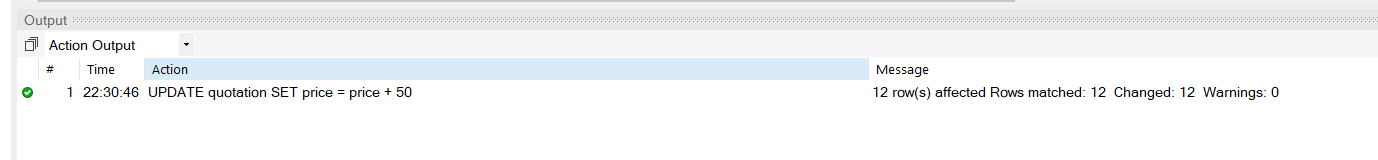 Output
Action Output
# Time Action Message
1 22:30:46 UPDATE quotation SET price = price + 50 12 row(s) affected Rows matched: 12 Changed: 12 Warnings: 0